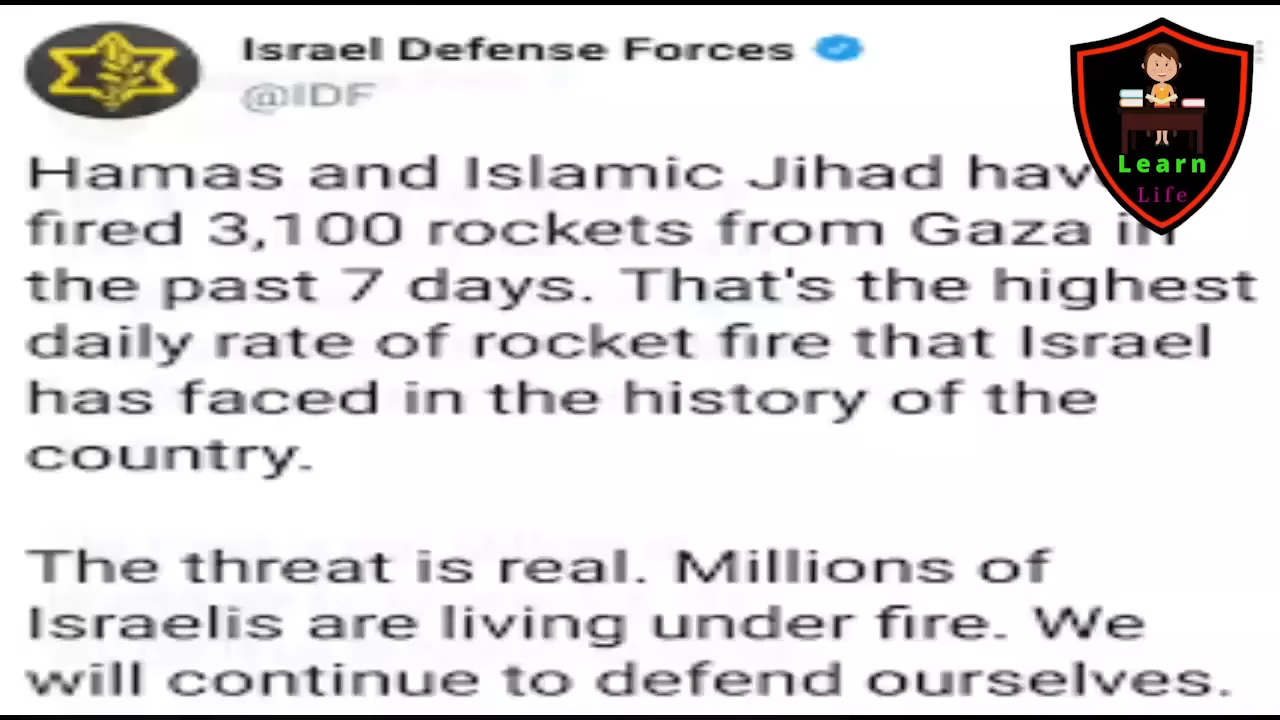 Israel Defense Forces
@IDF
Hamas and Islamic Jihad hav
fired 3,100 rockets from Gaza in
the past 7 days. That's the highest
daily rate of rocket fire that Israel
has faced in the history of the
country.
The threat is real. Millions of
Israelis are living under fire. We
will continue to defend ourselves.
Learn
Life